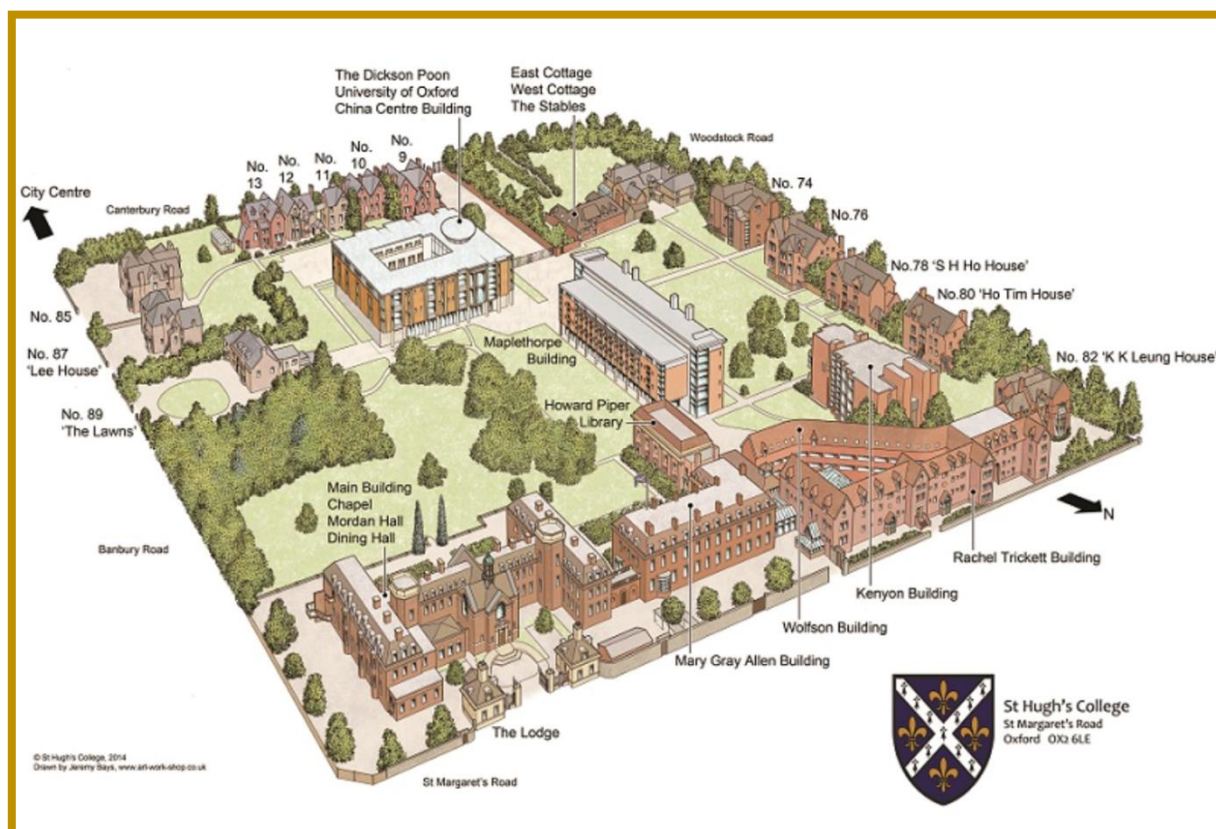 The Dickson Poon
University of Oxford
China Centre Building
East Cottage
West Cottage
The Stables
Woodstock Road
No.
13
No.
12
No.
11
No.
10
No.
9
City Centre
Canterbury Road
No. 74
No.76
No.78 'S H Ho House'
No.80 'Ho Tim House'
No. 82 'K K Leung House'
No. 85
No. 87
'Lee House'
No. 89
'The Lawns'
Maplethorpe
Building
Howard Piper
Library
Main Building
Chapel
Mordan Hall
Dining Hall
Banbury Road
N
Rachel Trickett Building
Kenyon Building
Wolfson Building
Mary Gray Allen Building
The Lodge
St Margaret's Road
St Hugh's College
St Margaret's Road
Oxford OX2 6LE
© St Hugh's College, 2014
Drawn by Jeremy Bays, www.art-work-shop.co.uk